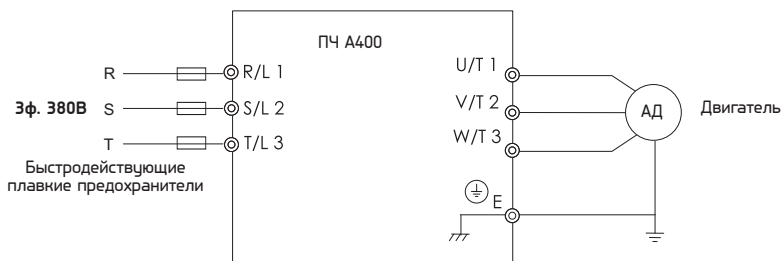 ПЧ А400
R R/L 1 U/T 1
3ф. 380В S S/L 2 V/T 2 АД Двигатель
T T/L 3 W/T 3
Быстродействующие
плавкие предохранители
E